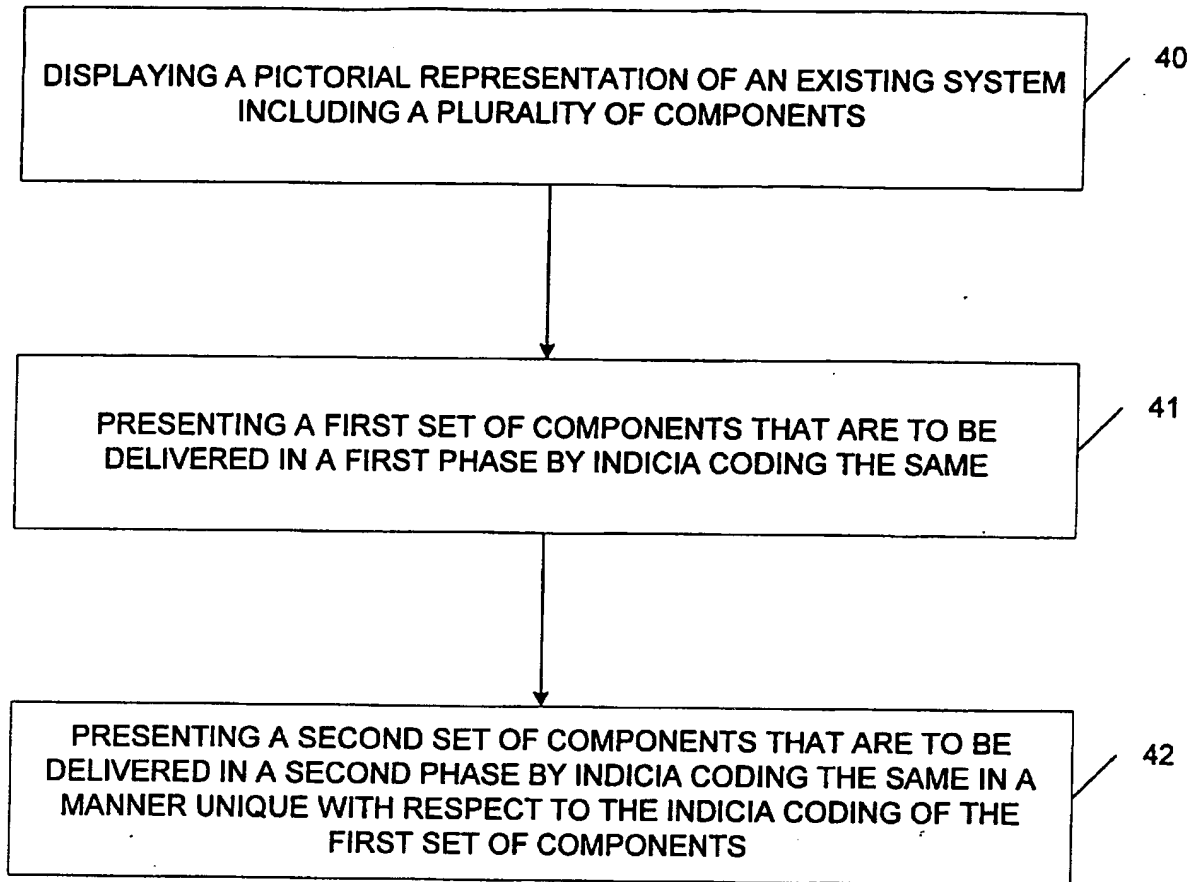 DISPLAYING A PICTORIAL REPRESENTATION OF AN EXISTING SYSTEM
INCLUDING A PLURALITY OF COMPONENTS
40
PRESENTING A FIRST SET OF COMPONENTS THAT ARE TO BE
DELIVERED IN A FIRST PHASE BY INDICIA CODING THE SAME
41
PRESENTING A SECOND SET OF COMPONENTS THAT ARE TO BE
DELIVERED IN A SECOND PHASE BY INDICIA CODING THE SAME IN A
MANNER UNIQUE WITH RESPECT TO THE INDICIA CODING OF THE
FIRST SET OF COMPONENTS
42